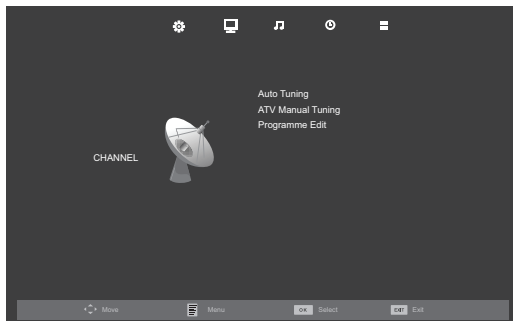 Auto Tuning
ATV Manual Tuning
Programme Edit
CHANNEL
Move Menu OK Select EXIT Exit